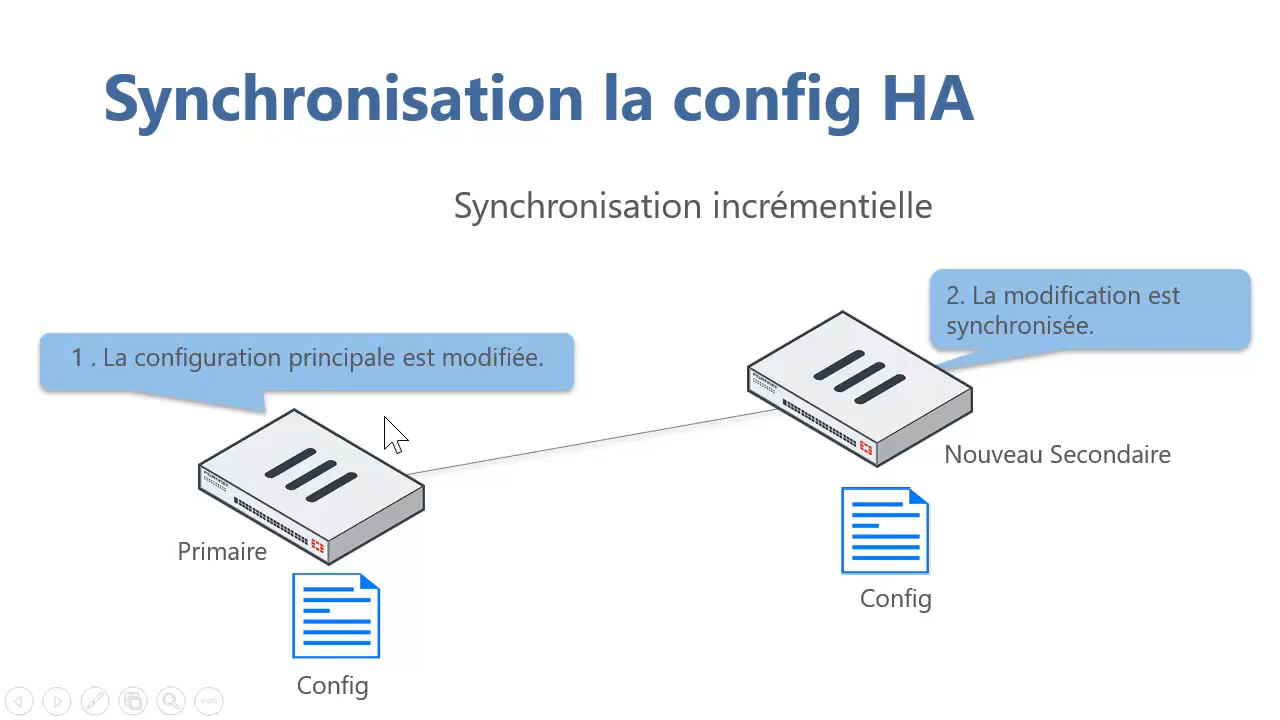 Synchronisation la config HA
Synchronisation incrémentielle
1 . La configuration principale est modifiée.
2. La modification est
synchronisée.
Nouveau Secondaire
Primaire
Config
Config